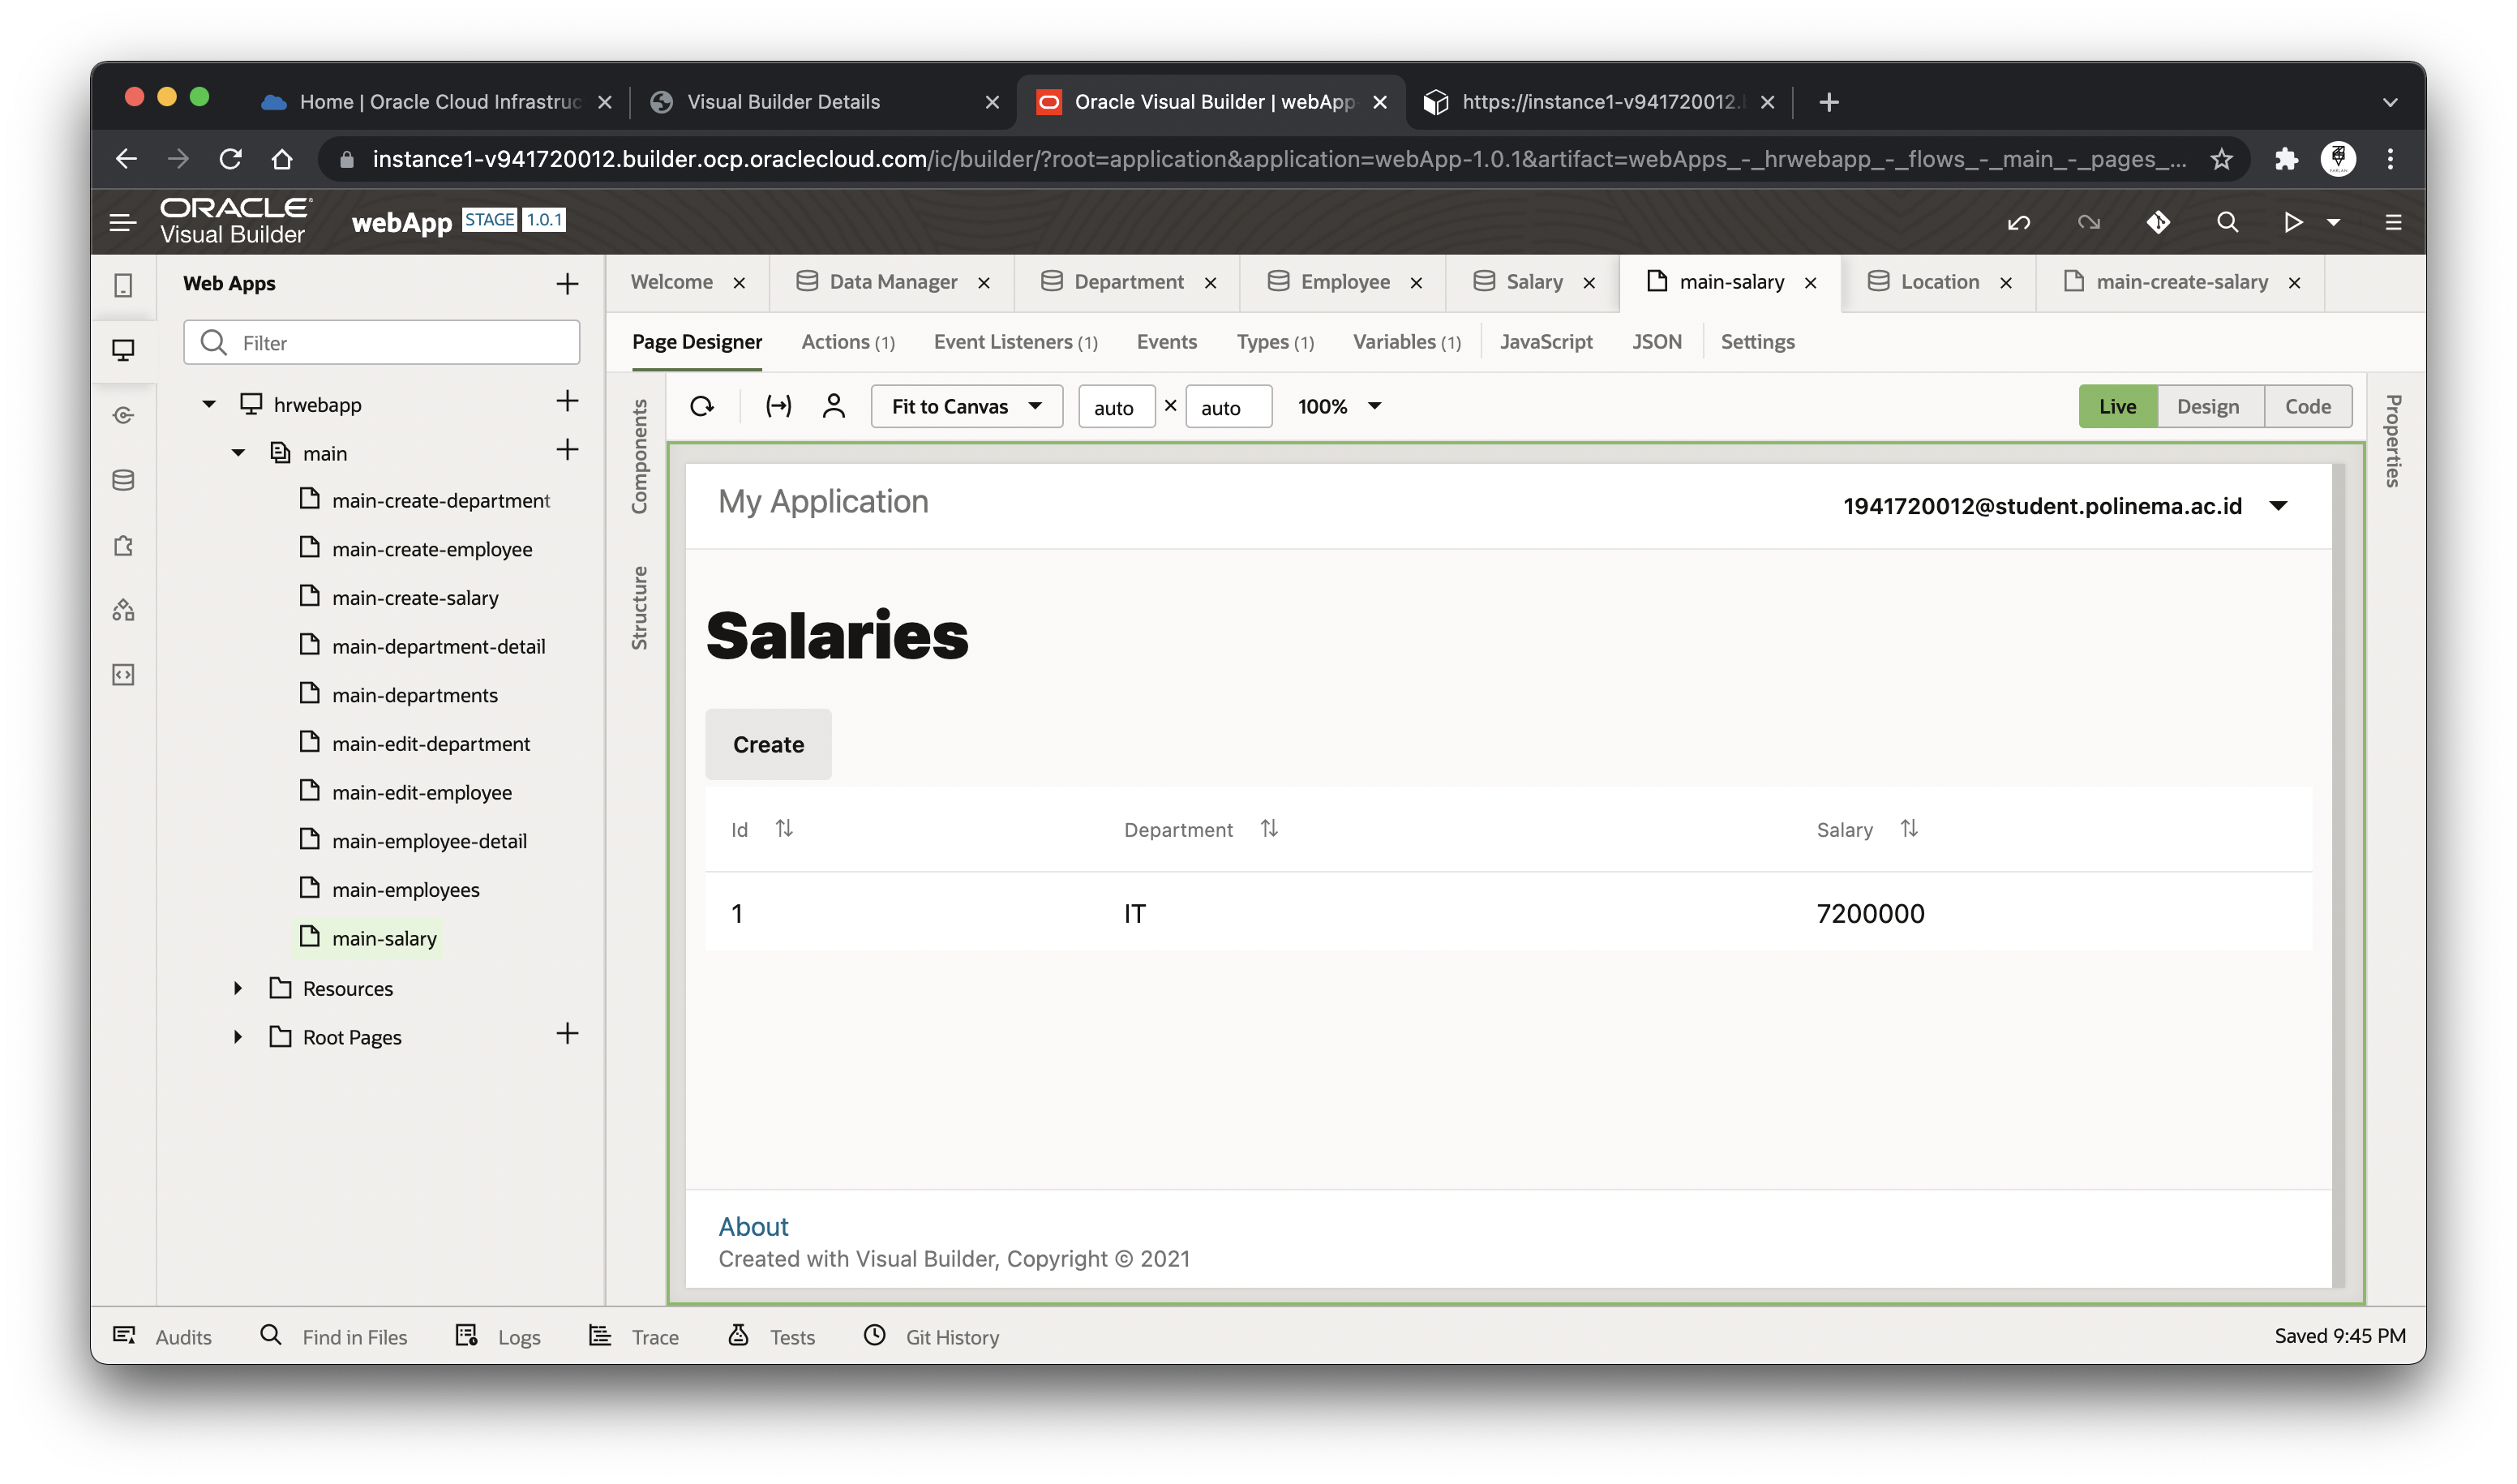 Home | Oracle Cloud Infrastruc
Visual Builder Details
Oracle Visual Builder | webApp-
https://instance1-v941720012.
instance1-v941720012.builder.ocp.oraclecloud.com/ic/builder/?root=application&application=webApp-1.0.1&artifact=webApps_-_hrwebapp_-_flows_-_main_-_pages_...
ORACLE
Visual Builder
webApp STAGE 1.0.1
Web Apps
Filter
hrwebapp
main
main-create-department
main-create-employee
main-create-salary
main-department-detail
main-departments
main-edit-department
main-edit-employee
main-employee-detail
main-employees
main-salary
Resources
Root Pages
Welcome
Data Manager
Department
Employee
Salary
main-salary
Location
main-create-salary
Page Designer
Actions (1)
Event Listeners (1)
Events
Types (1)
Variables (1)
JavaScript
JSON
Settings
Components
Structure
Fit to Canvas
auto × auto
100%
Live
Design
Code
Properties
My Application
1941720012@student.polinema.ac.id
Salaries
Create
Id Department Salary
1 IT 7200000
About
Created with Visual Builder, Copyright © 2021
Audits
Find in Files
Logs
Trace
Tests
Git History
Saved 9:45 PM